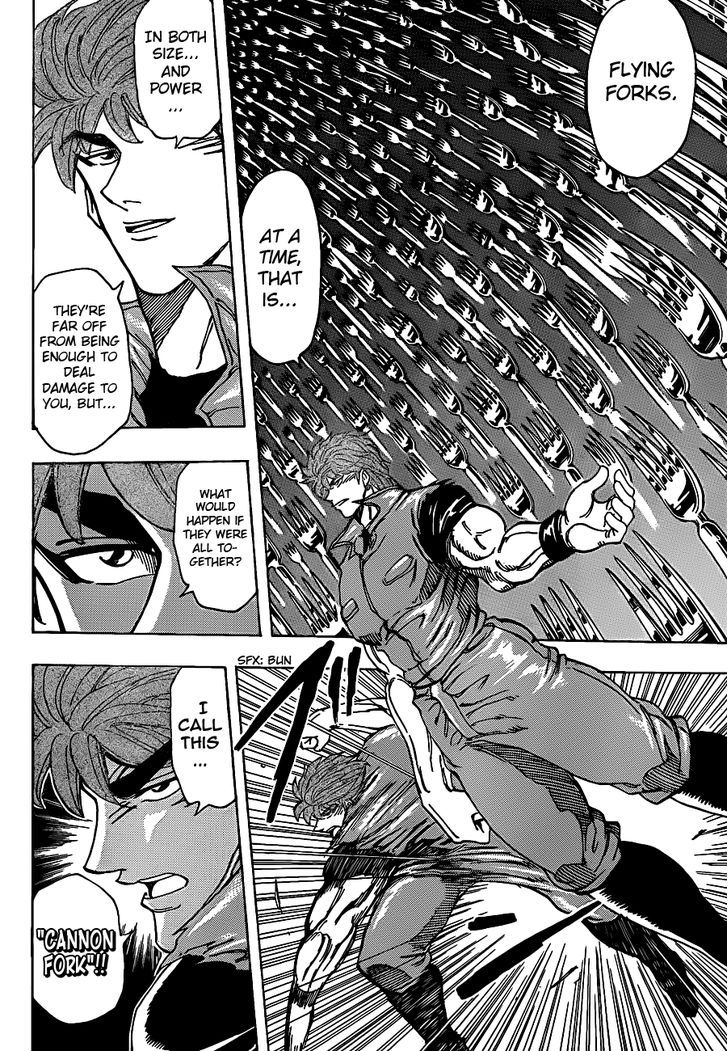 FLYING
FORKS.
AT A
TIME,
THAT
IS...
IN BOTH
SIZE...
AND
POWER
...
THEY'RE
FAR OFF
FROM BEING
ENOUGH TO
DEAL
DAMAGE TO
YOU, BUT...
WHAT
WOULD
HAPPEN IF
THEY WERE
ALL TO-
GETHER?
SFX: BUN
I
CALL
THIS
...
"CANNON
FORK"!!